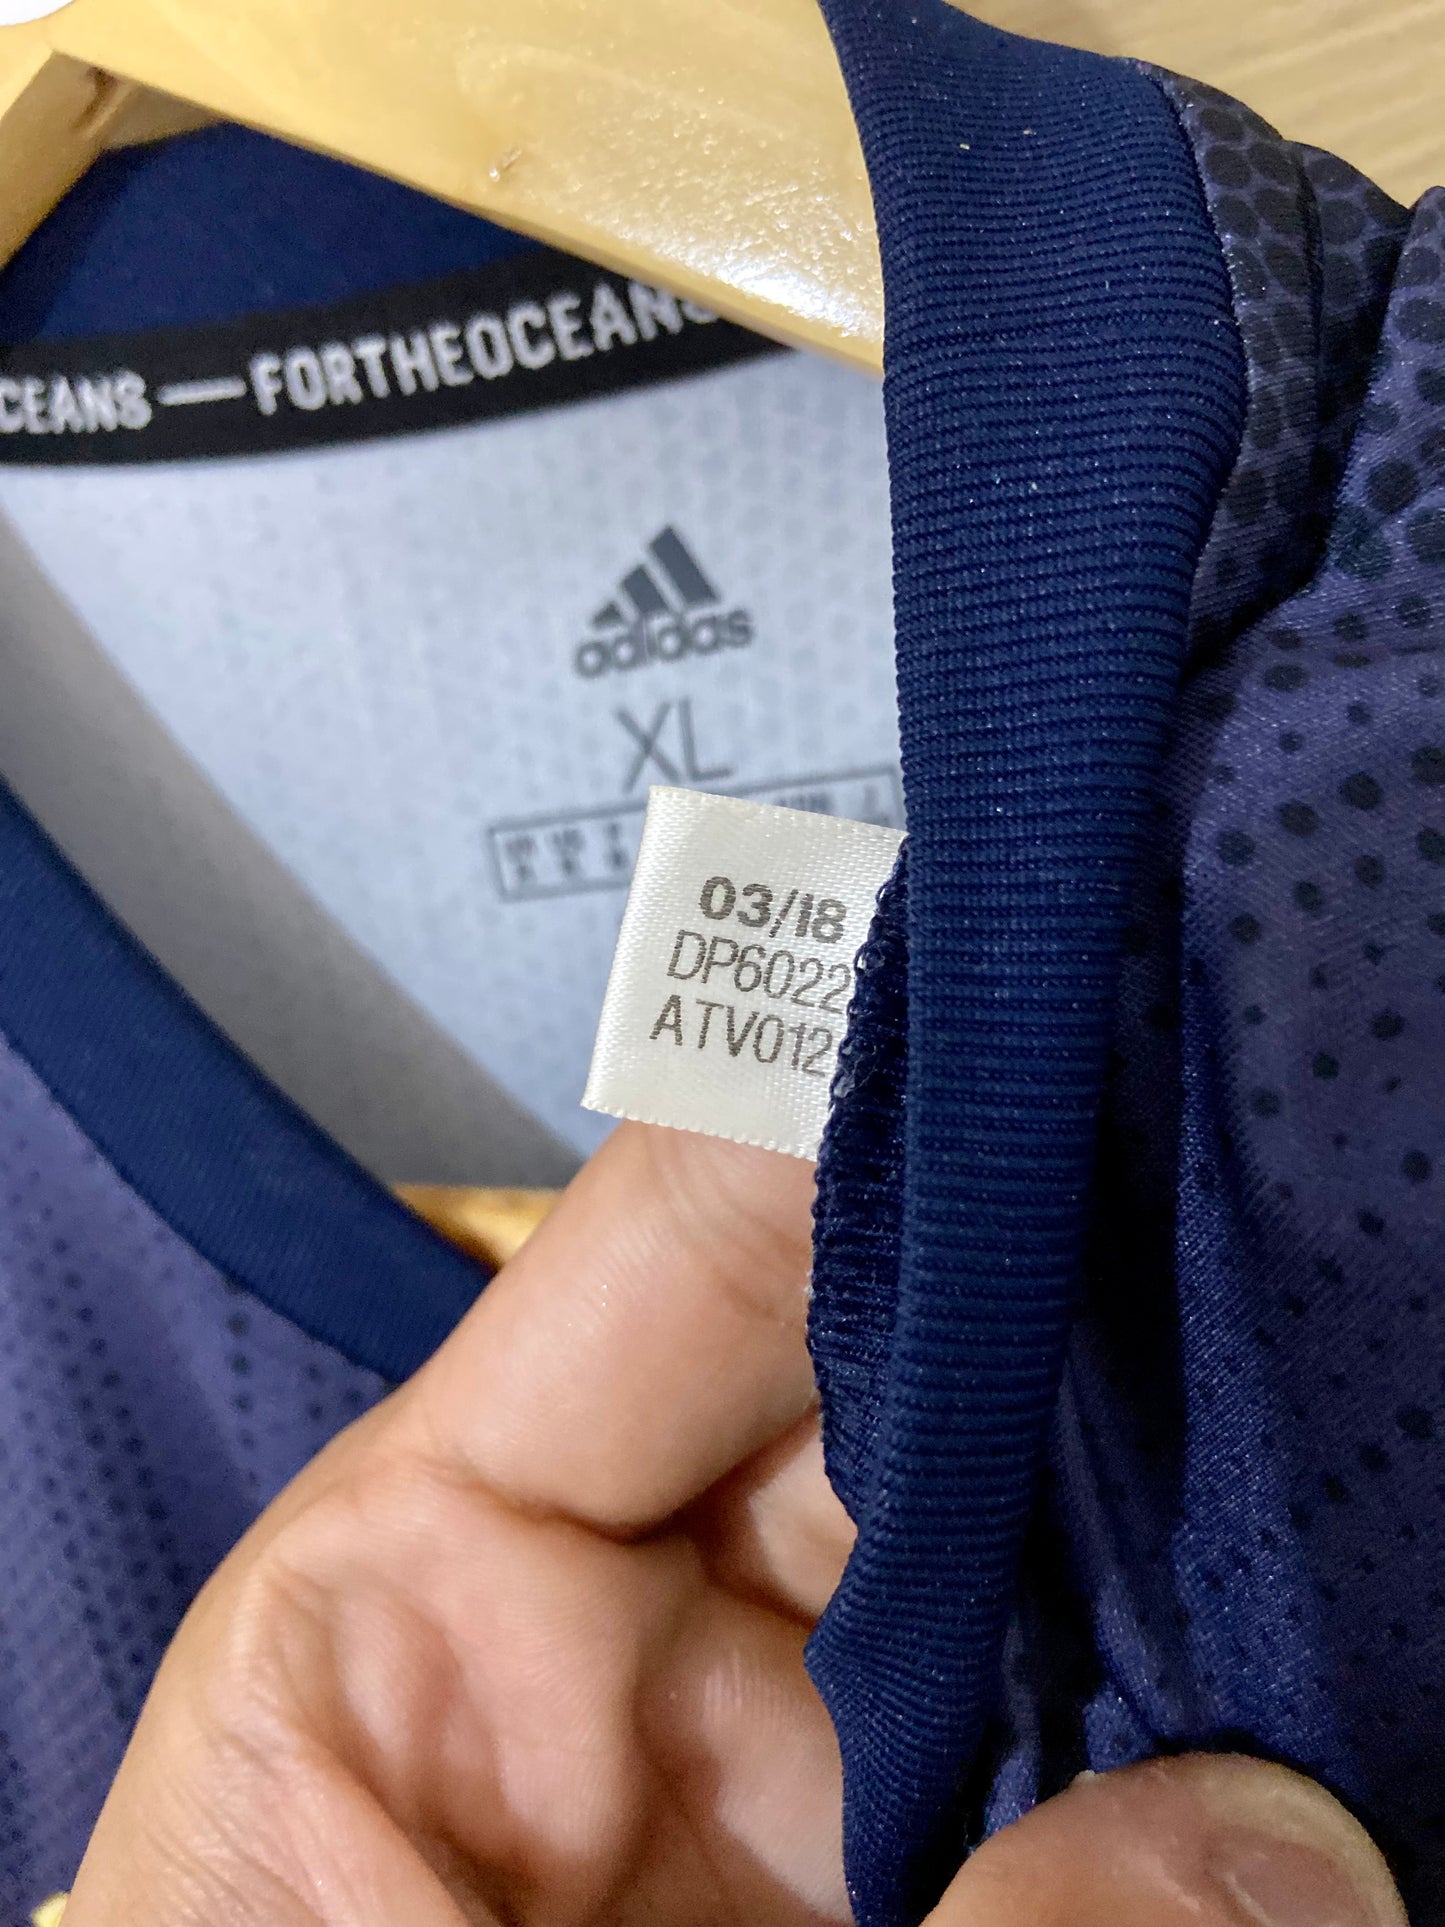 CEANS — FORTHEOCEANS
adidas
XL
03/18
DP6022
ATV012